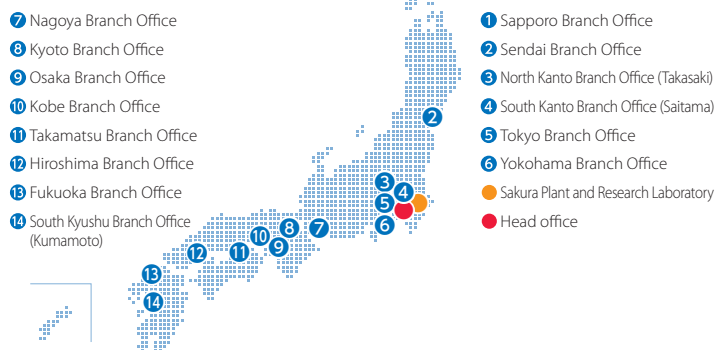 7 Nagoya Branch Office
8 Kyoto Branch Office
9 Osaka Branch Office
10 Kobe Branch Office
11 Takamatsu Branch Office
12 Hiroshima Branch Office
13 Fukuoka Branch Office
14 South Kyushu Branch Office
(Kumamoto)
1 Sapporo Branch Office
2 Sendai Branch Office
3 North Kanto Branch Office (Takasaki)
4 South Kanto Branch Office (Saitama)
5 Tokyo Branch Office
6 Yokohama Branch Office
Sakura Plant and Research Laboratory
Head office
2
3
4
5
6
7
8
9
10
11
12
13
14